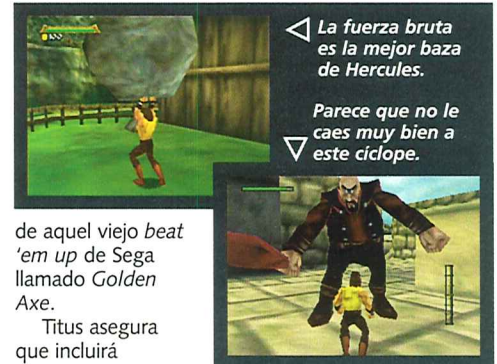 100
La fuerza bruta
es la mejor baza
de Hercules.
Parece que no le
caes muy bien a
este cíclope.
de aquel viejo beat
'em up de Sega
llamado Golden
Axe.
Titus asegura
que incluirá